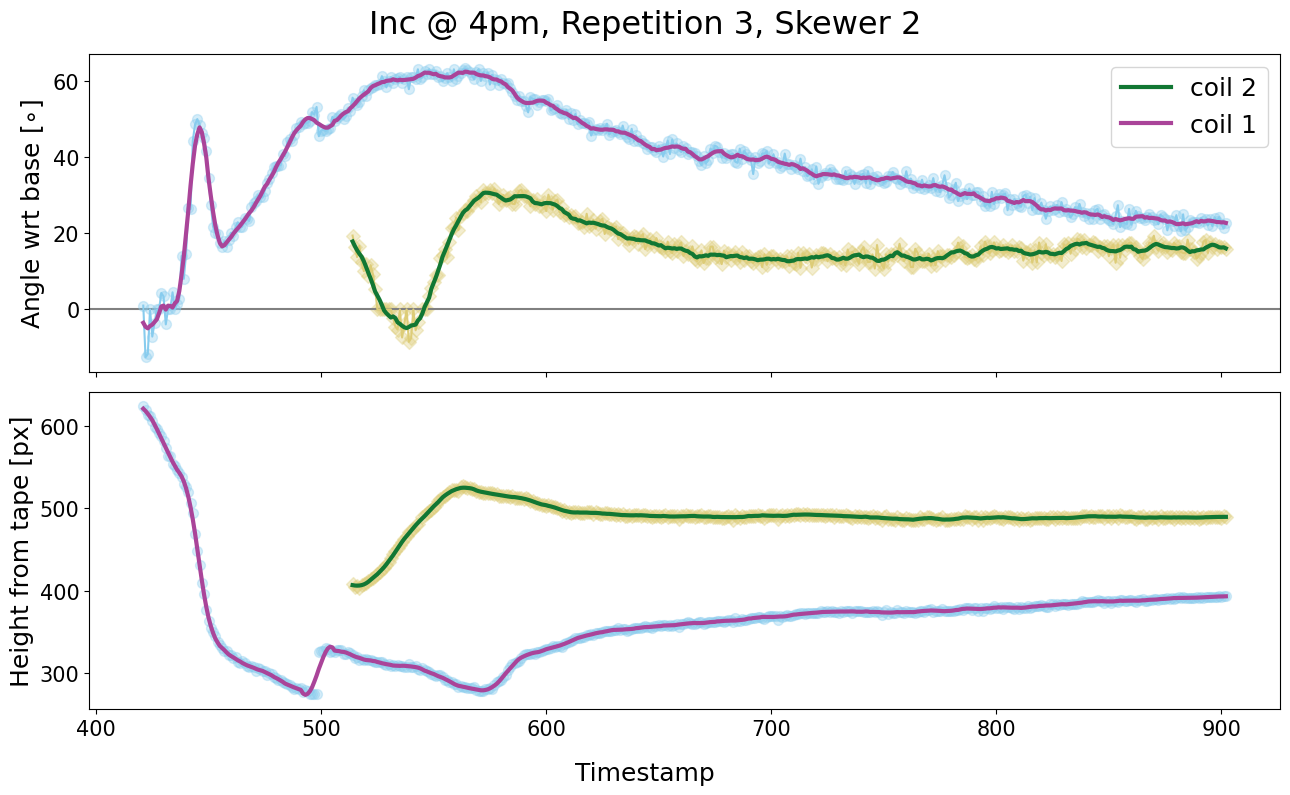 Inc @ 4pm, Repetition 3, Skewer 2
Angle wrt base [∘]
60
40
20
0
coil 2
coil 1
Height from tape [px]
600
500
400
300
400 500 600 700 800 900
Timestamp